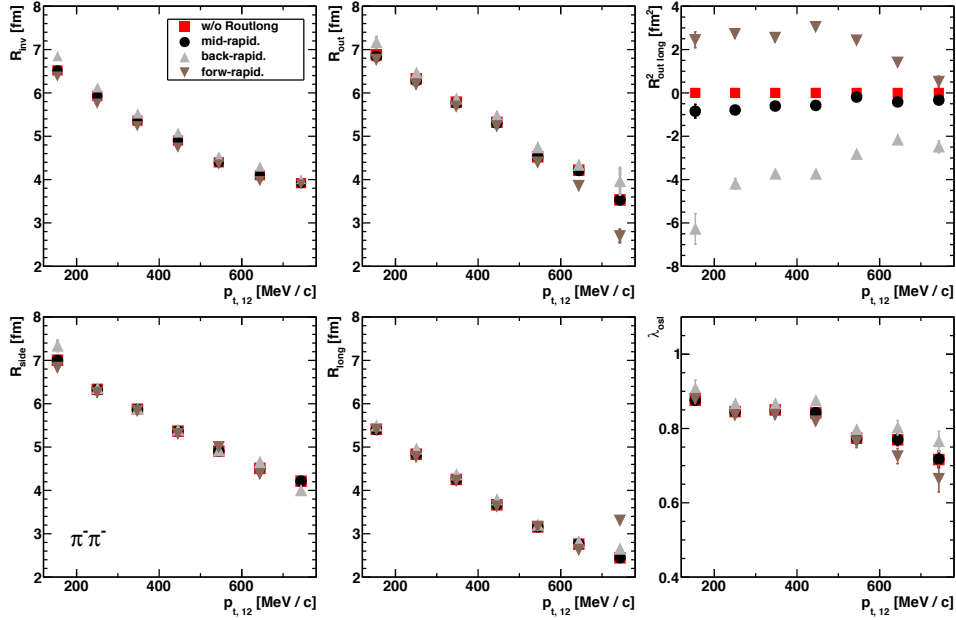 R_inv [fm]
8
7
6
5
4
3
2
200 400 600
p_t, 12 [MeV / c]
w/o Routlong
mid-rapid.
back-rapid.
forw-rapid.
R_out [fm]
8
7
6
5
4
3
2
200 400 600
p_t, 12 [MeV / c]
R²_out long [fm²]
4
2
0
-2
-4
-6
-8
200 400 600
p_t, 12 [MeV / c]
R_side [fm]
8
7
6
5
4
3
2
π⁻π⁻
200 400 600
p_t, 12 [MeV / c]
R_long [fm]
8
7
6
5
4
3
2
200 400 600
p_t, 12 [MeV / c]
λ_osl
1
0.8
0.6
0.4
200 400 600
p_t, 12 [MeV / c]